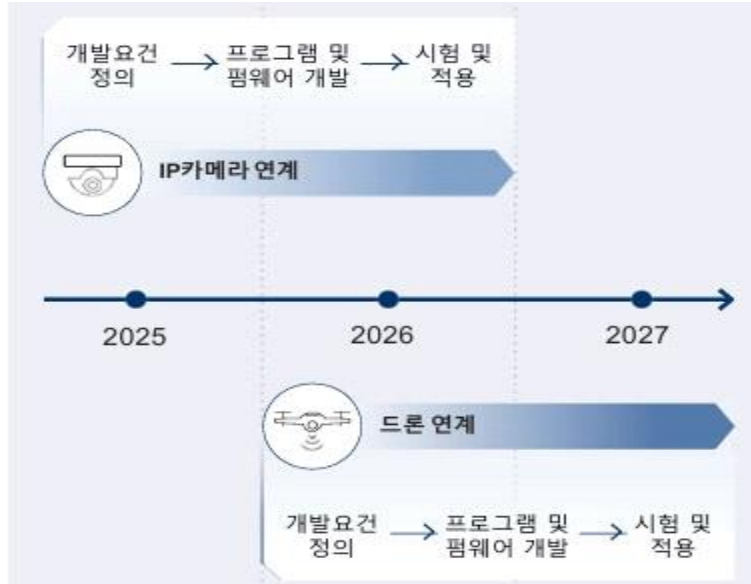 개발요건
정의
프로그램 및
펌웨어 개발
시험 및
적용
IP카메라 연계
2025
2026
2027
드론 연계
개발요건
정의
프로그램 및
펌웨어 개발
시험 및
적용